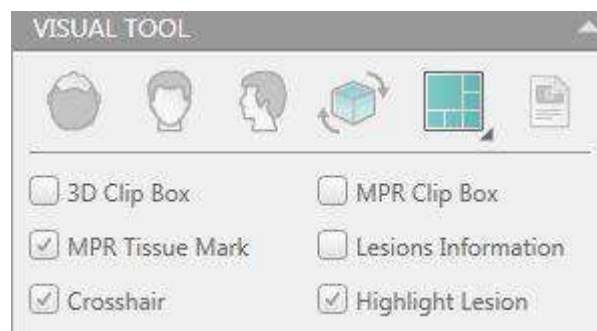 VISUAL TOOL
3D Clip Box MPR Clip Box
MPR Tissue Mark Lesions Information
Crosshair Highlight Lesion